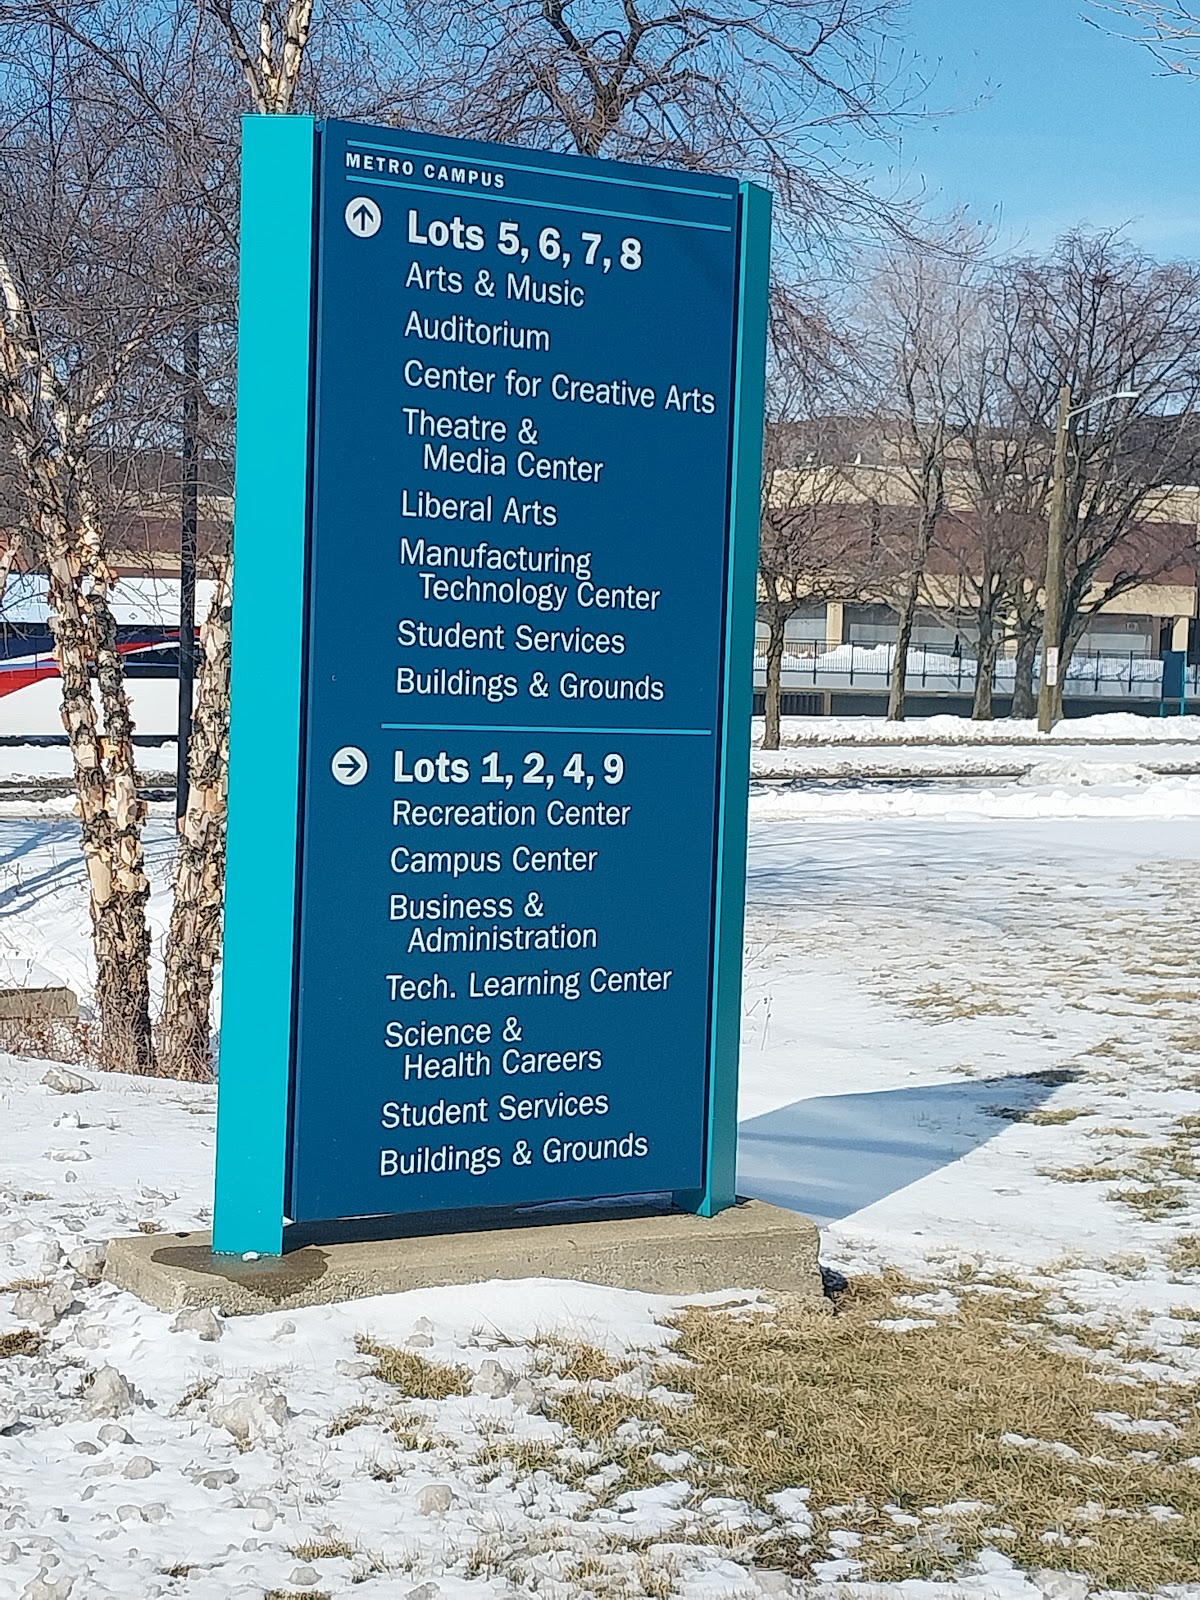 METRO CAMPUS
Lots 5, 6, 7, 8
Arts & Music
Auditorium
Center for Creative Arts
Theatre &
Media Center
Liberal Arts
Manufacturing
Technology Center
Student Services
Buildings & Grounds
Lots 1, 2, 4, 9
Recreation Center
Campus Center
Business &
Administration
Tech. Learning Center
Science &
Health Careers
Student Services
Buildings & Grounds